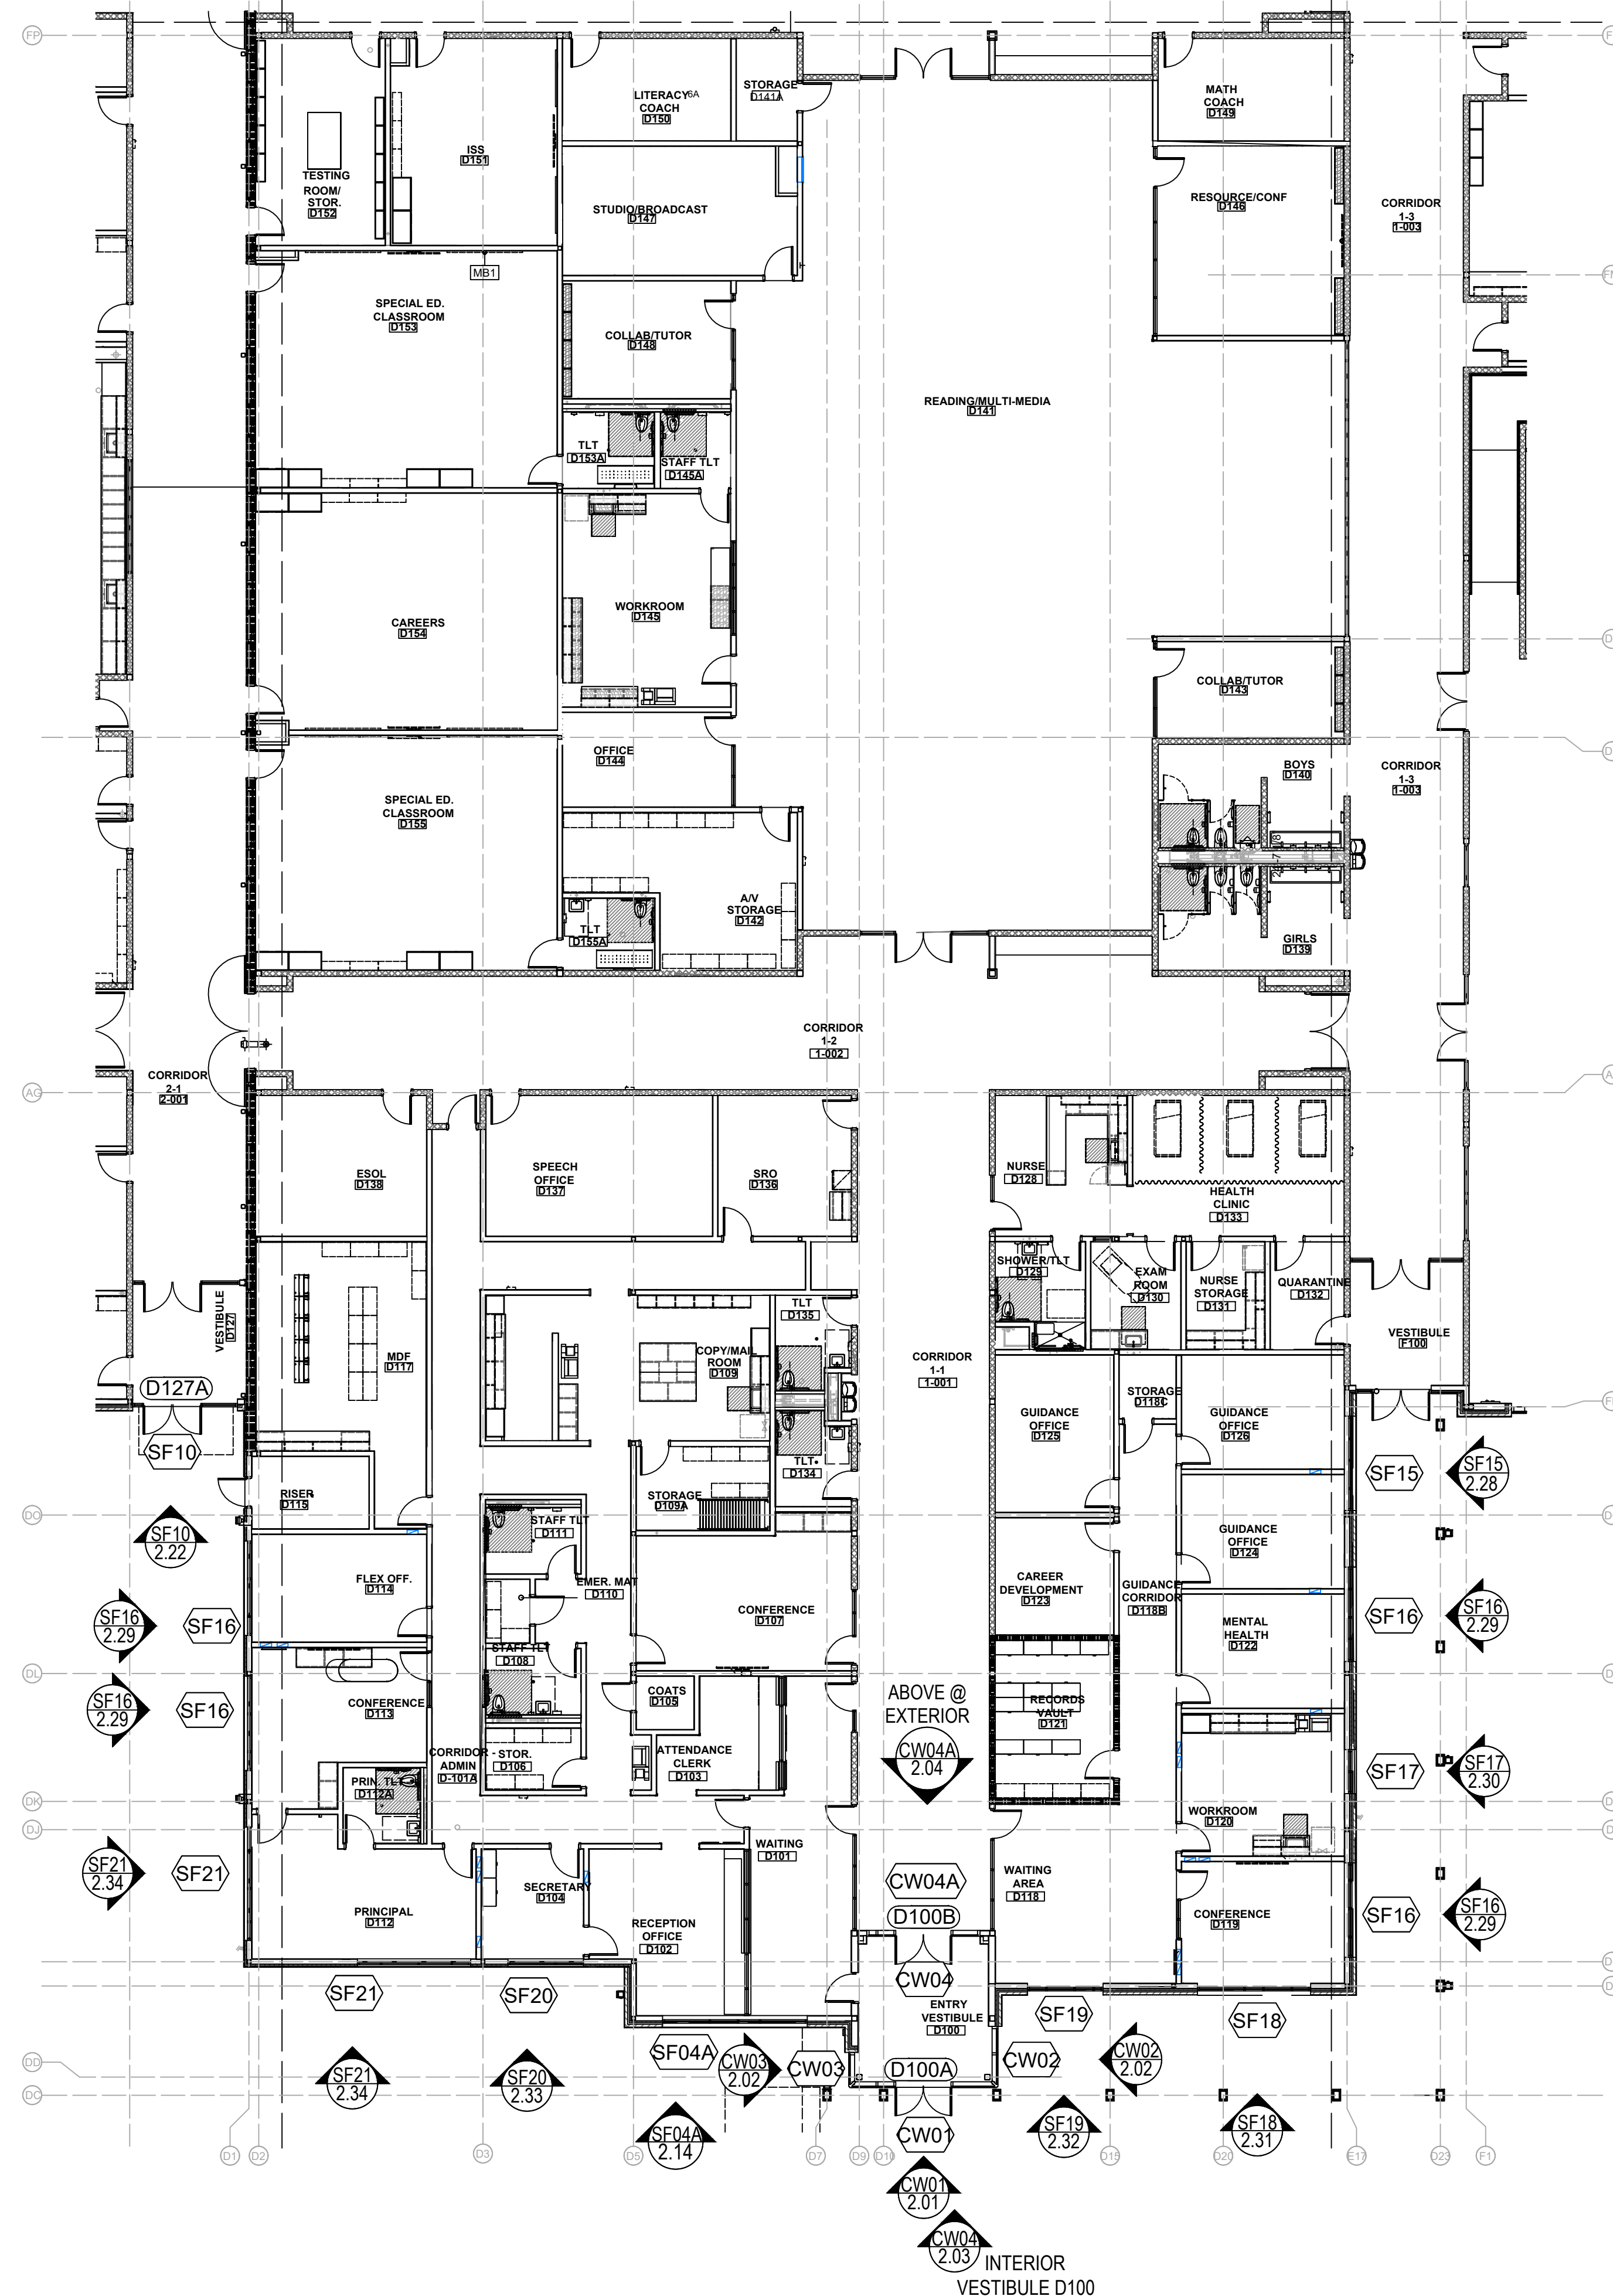 FP
TESTING
ROOM/
STOR.
D152
ISS
D151
LITERACY
6A
COACH
D150
STORAGE
D141A
MATH
COACH
D149
STUDIO/BROADCAST
D147
RESOURCE/CONF
D146
CORRIDOR
1-3
1-003
MB1
SPECIAL ED.
CLASSROOM
D153
COLLAB/TUTOR
D148
READING/MULTI-MEDIA
D141
TLT
D153A
STAFF TLT
D145A
CAREERS
D154
WORKROOM
D145
COLLAB/TUTOR
D143
OFFICE
D144
BOYS
D140
CORRIDOR
1-3
1-003
SPECIAL ED.
CLASSROOM
D155
A/V
STORAGE
D142
TLT
D155A
GIRLS
D139
CORRIDOR
1-2
1-002
CORRIDOR
2-1
2-001
AG
ESOL
D138
SPEECH
OFFICE
D137
SRO
D136
NURSE
D128
HEALTH
CLINIC
D133
SHOWER/TLT
D129
EXAM
ROOM
D130
NURSE
STORAGE
D131
QUARANTINE
D132
VESTIBULE
D127
VESTIBULE
F100
MDF
D117
COPY/MAIL
ROOM
D109
TLT
D135
CORRIDOR
1-1
1-001
D127A
SF10
STORAGE
D118C
GUIDANCE
OFFICE
D125
GUIDANCE
OFFICE
D126
TLT
D134
SF15
SF15
2.28
RISER
D115
STORAGE
D109A
DO
SF10
2.22
STAFF TLT
D111
GUIDANCE
OFFICE
D124
FLEX OFF.
D114
EMER. MAT
D110
CAREER
DEVELOPMENT
D123
GUIDANCE
CORRIDOR
D118B
SF16
2.29
SF16
CONFERENCE
D107
MENTAL
HEALTH
D122
SF16
SF16
2.29
STAFF TLT
D108
DL
SF16
2.29
SF16
CONFERENCE
D113
COATS
D105
ABOVE @
EXTERIOR
CW04A
2.04
RECORDS
VAULT
D121
CORRIDOR -
ADMIN
D-101A
STOR.
D106
ATTENDANCE
CLERK
D103
SF17
SF17
2.30
PRIN. TLT
D112A
DK
DJ
WORKROOM
D120
WAITING
D101
SF21
2.34
SF21
SECRETARY
D104
CW04A
WAITING
AREA
D118
PRINCIPAL
D112
RECEPTION
OFFICE
D102
D100B
CONFERENCE
D119
SF16
SF16
2.29
SF21
SF20
CW04
ENTRY
VESTIBULE
D100
SF19
SF18
SF04A
CW03
2.02
CW03
D100A
CW02
CW02
2.02
DD
DC
SF21
2.34
SF20
2.33
SF04A
2.14
CW01
SF19
2.32
SF18
2.31
D1
D2
D3
D5
D7
D9
D10
D15
D20
E17
D23
F1
CW01
2.01
CW04
2.03
INTERIOR
VESTIBULE D100